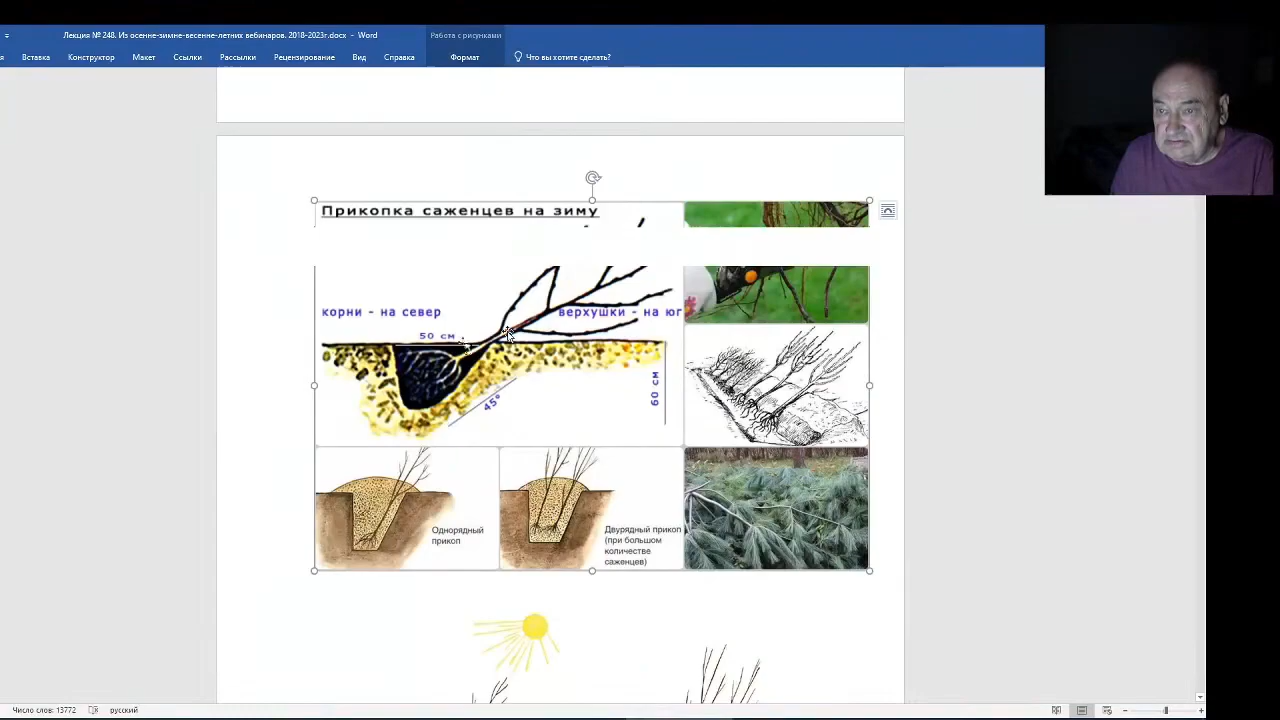 Лекция № 248. Из осенне-зимне-весенне-летних вебинаров. 2018-2023г.docx - Word
Работа с рисунками
Вставка Конструктор Макет Ссылки Рассылки Рецензирование Вид Справка Формат Что вы хотите сделать?
Прикопка саженцев на зиму
корни - на север
верхушки - на юг
50 см
60 см
45°
Однорядный
прикоп
Двурядный прикоп
(при большом
количестве
саженцев)
Число слов: 13772 русский